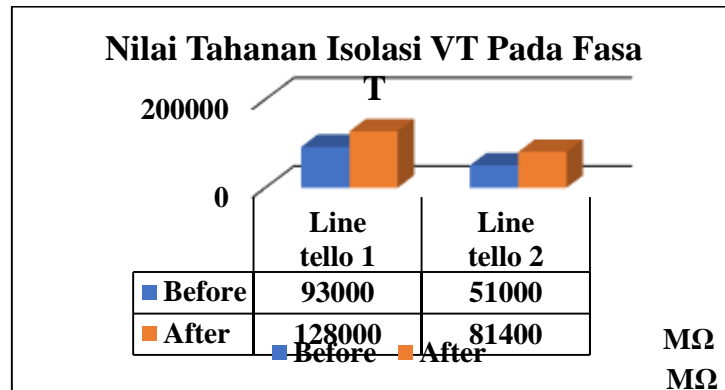 Nilai Tahanan Isolasi VT Pada Fasa
T
200000
0
Line tello 1
Line tello 2
Before 93000 51000
After 128000 81400
Before After
MΩ
MΩ